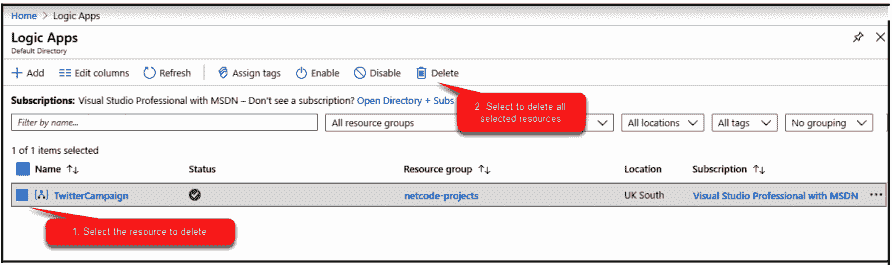 Home > Logic Apps
Logic Apps
Default Directory
Add Edit columns Refresh Assign tags Enable Disable Delete
Subscriptions: Visual Studio Professional with MSDN – Don't see a subscription? Open Directory + Subs
2. Select to delete all
selected resources
Filter by name... All resource groups All locations All tags No grouping
1 of 1 items selected
Name ↑↓ Status Resource group ↑↓ Location Subscription ↑↓
TwitterCampaign netcode-projects UK South Visual Studio Professional with MSDN ...
1. Select the resource to delete